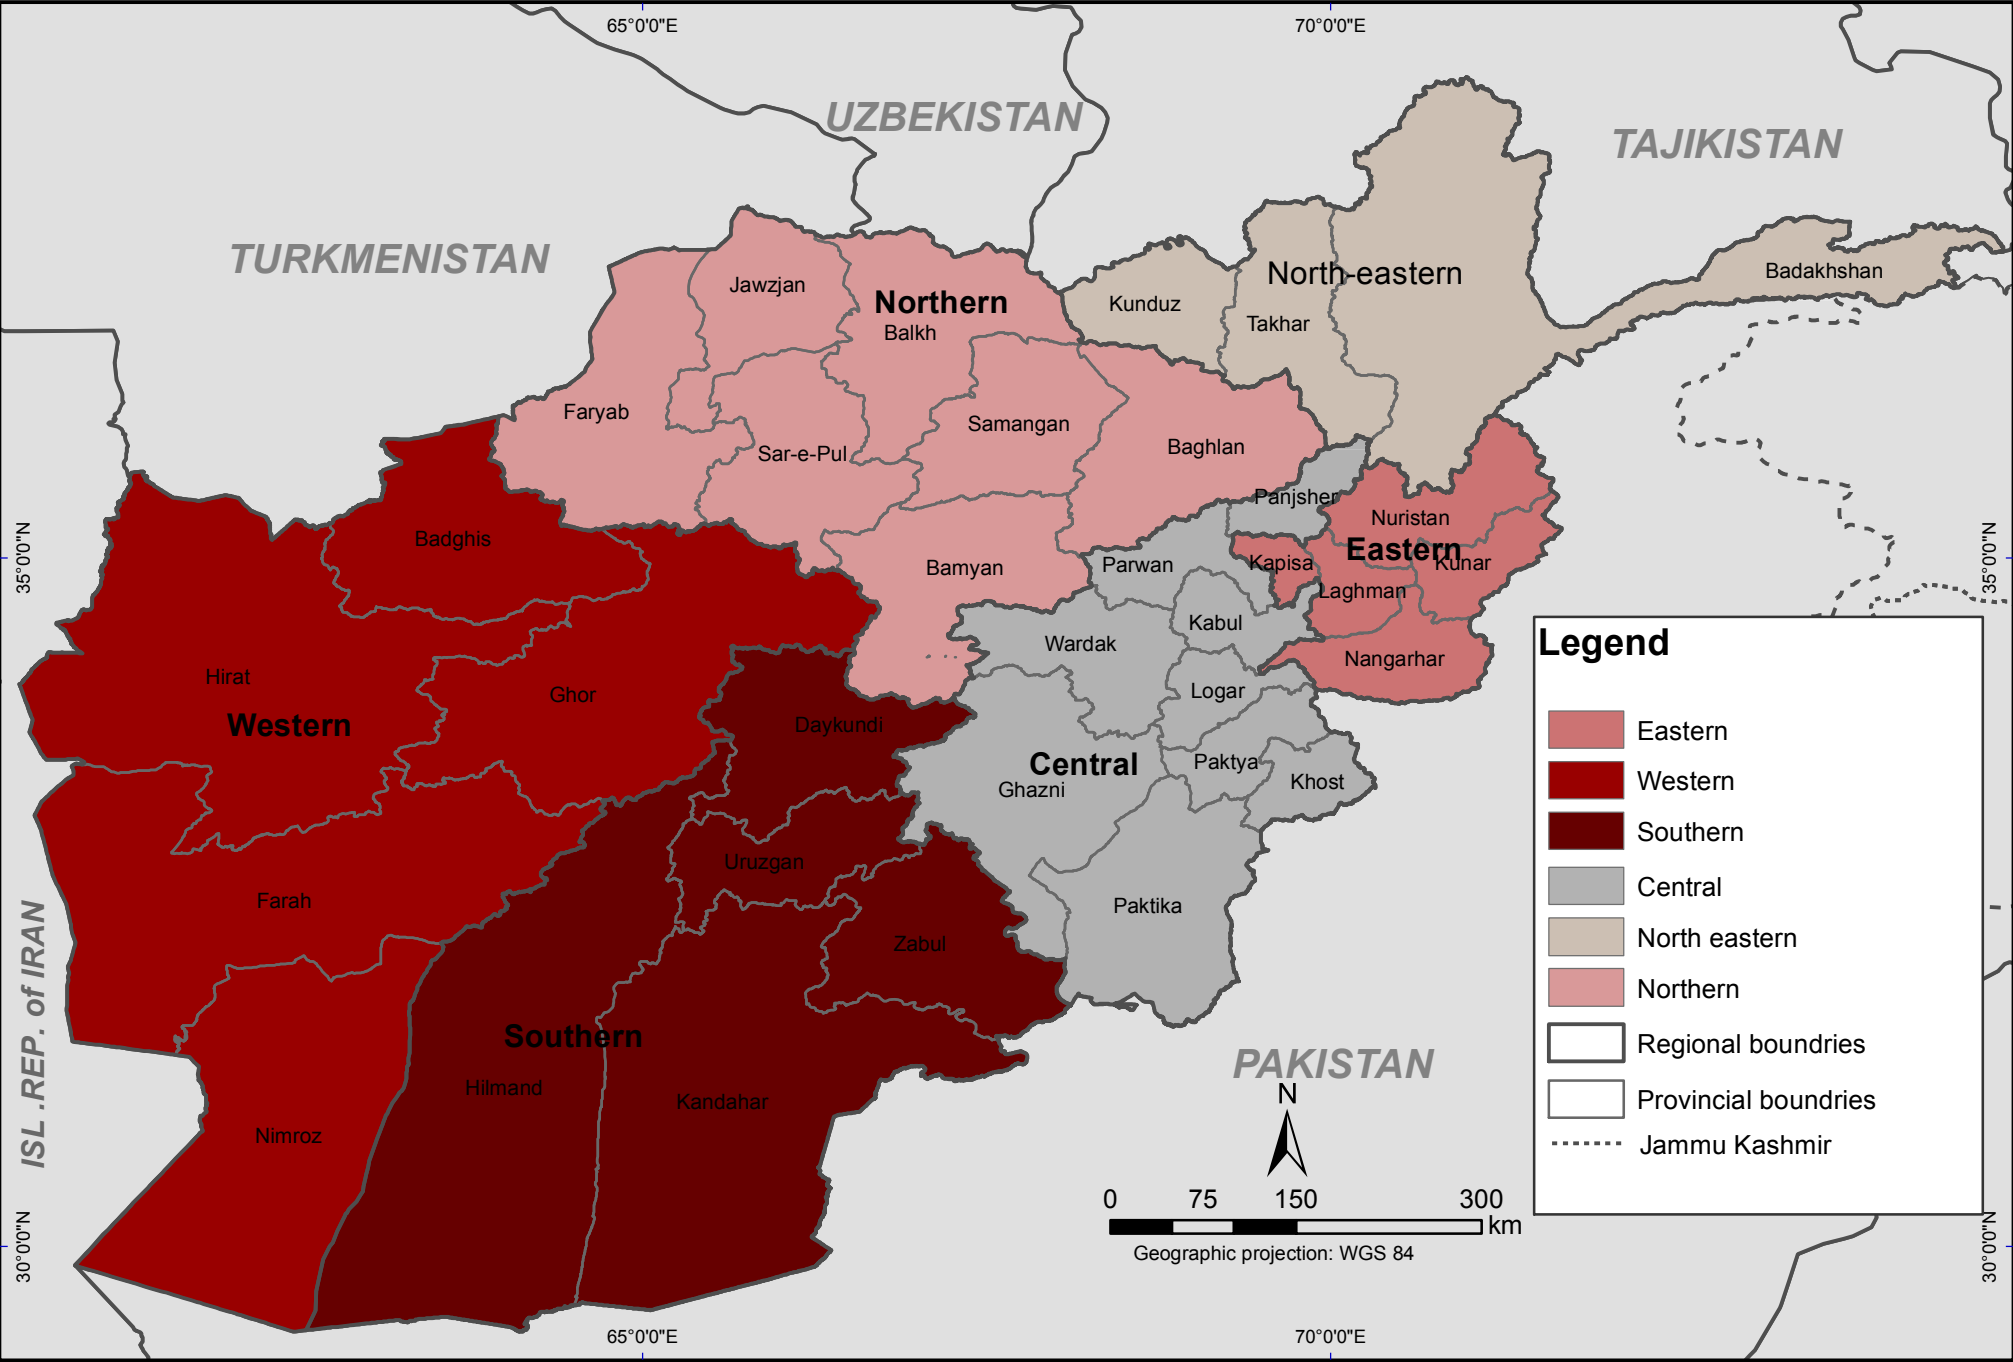 65°0'0"E
70°0'0"E
UZBEKISTAN
TAJIKISTAN
TURKMENISTAN
North-eastern
Badakhshan
Jawzjan
Northern
Kunduz
Balkh
Takhar
Faryab
Samangan
Sar-e-Pul
Baghlan
Panjsher
Nuristan
Badghis
Eastern
35°0'0"N
35°0'0"N
Bamyan
Parwan
Kapisa
Kunar
Laghman
Kabul
Wardak
Nangarhar
Hirat
Ghor
Logar
Western
Daykundi
Central
Paktya
Ghazni
Khost
Uruzgan
Farah
Paktika
Zabul
ISL .REP. of IRAN
Southern
Hilmand
Kandahar
Nimroz
PAKISTAN
Legend
Eastern
Western
Southern
Central
North eastern
Northern
Regional boundries
Provincial boundries
Jammu Kashmir
N
0 75 150 300
km
Geographic projection: WGS 84
30°0'0"N
30°0'0"N
65°0'0"E
70°0'0"E